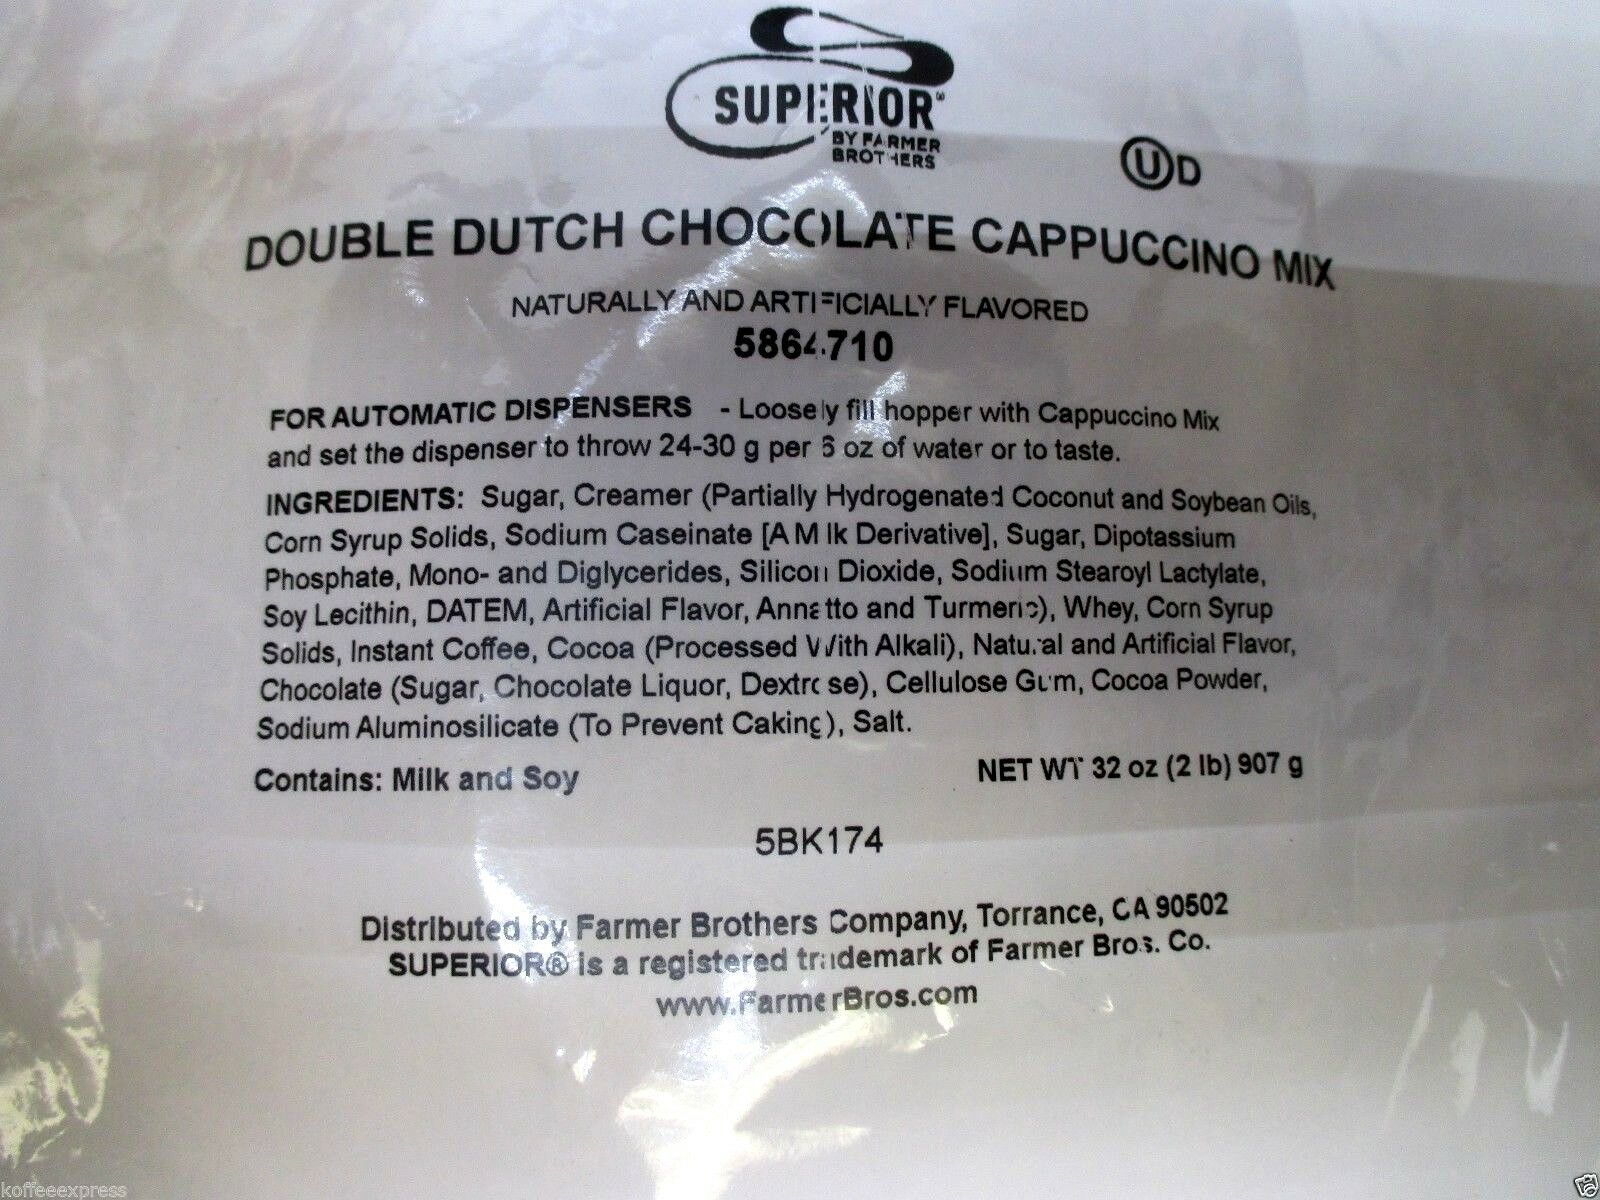 SUPERIOR
BY FARMER
BROTHERS
U D
DOUBLE DUTCH CHOCOLATE CAPPUCCINO MIX
NATURALLY AND ARTIFICIALLY FLAVORED
5864710
FOR AUTOMATIC DISPENSERS - Loosely fill hopper with Cappuccino Mix
and set the dispenser to throw 24-30 g per 6 oz of water or to taste.
INGREDIENTS: Sugar, Creamer (Partially Hydrogenated Coconut and Soybean Oils,
Corn Syrup Solids, Sodium Caseinate [A Milk Derivative], Sugar, Dipotassium
Phosphate, Mono- and Diglycerides, Silicon Dioxide, Sodium Stearoyl Lactylate,
Soy Lecithin, DATEM, Artificial Flavor, Annatto and Turmeric), Whey, Corn Syrup
Solids, Instant Coffee, Cocoa (Processed With Alkali), Natural and Artificial Flavor,
Chocolate (Sugar, Chocolate Liquor, Dextrose), Cellulose Gum, Cocoa Powder,
Sodium Aluminosilicate (To Prevent Caking), Salt.
Contains: Milk and Soy
NET WT 32 oz (2 lb) 907 g
5BK174
Distributed by Farmer Brothers Company, Torrance, CA 90502
SUPERIOR® is a registered trademark of Farmer Bros. Co.
www.FarmerBros.com
koffeeexpress